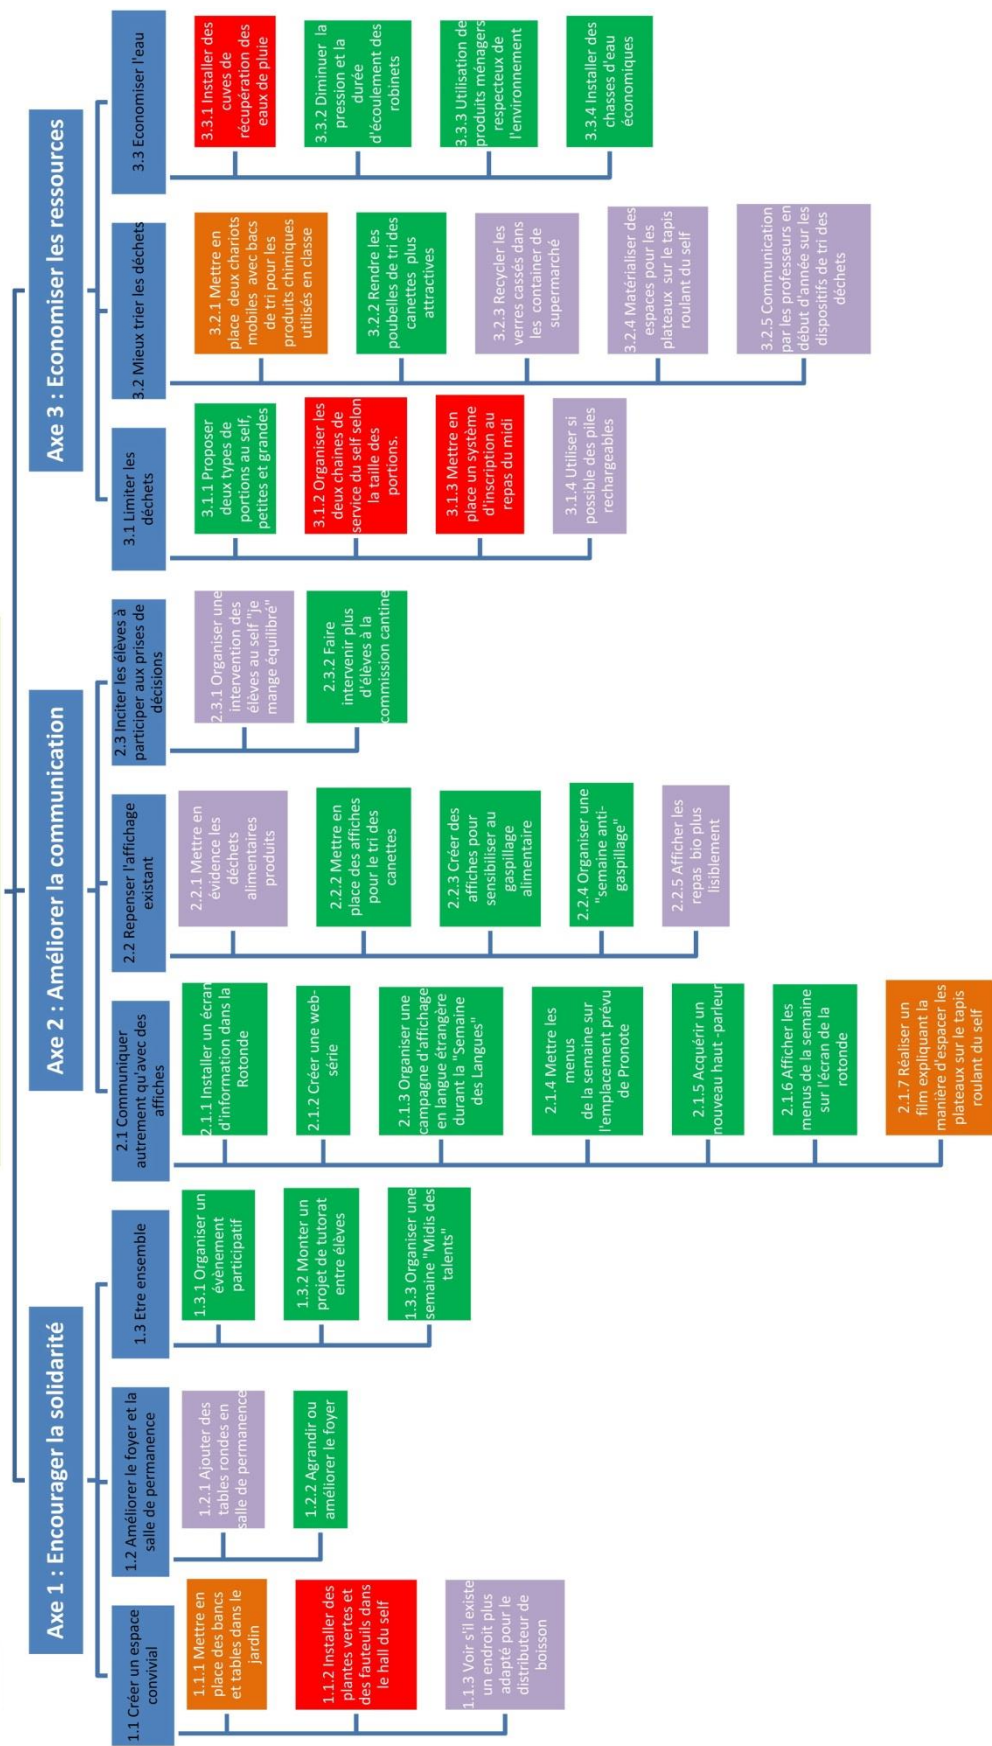 Axe 1 : Encourager la solidarité
1.1 Créer un espace
convivial
1.1.1 Mettre en
place des bancs
et tables dans le
jardin
1.1.2 Installer des
plantes vertes et
des fauteuils dans
le hall du self
1.1.3 Voir s'il existe
un endroit plus
adapté pour le
distributeur de
boisson
1.2 Améliorer le foyer et la
salle de permanence
1.2.1 Ajouter des
tables rondes en
salle de permanence
1.2.2 Agrandir ou
améliorer le foyer
1.3 Etre ensemble
1.3.1 Organiser un
évènement
participatif
1.3.2 Monter un
projet de tutorat
entre élèves
1.3.3 Organiser une
semaine "Midis des
talents"
Axe 2 : Améliorer la communication
2.1 Communiquer
autrement qu'avec des
affiches
2.1.1 Installer un écran
d'information dans la
Rotonde
2.1.2 Créer une web-
série
2.1.3 Organiser une
campagne d'affichage
en langue étrangère
durant la "Semaine
des Langues"
2.1.4 Mettre les
menus
de la semaine sur
l'emplacement prévu
de Pronote
2.1.5 Acquérir un
nouveau haut -parleur
2.1.6 Afficher les
menus de la semaine
sur l'écran de la
rotonde
2.1.7 Réaliser un
film expliquant la
manière d'espacer les
plateaux sur le tapis
roulant du self
2.2 Repenser l'affichage
existant
2.2.1 Mettre en
évidence les
déchets
alimentaires
produits
2.2.2 Mettre en
place des affiches
pour le tri des
canettes
2.2.3 Créer des
affiches pour
sensibiliser au
gaspillage
alimentaire
2.2.4 Organiser une
"semaine anti-
gaspillage"
2.2.5 Afficher les
repas bio plus
lisiblement
2.3 Inciter les élèves à
participer aux prises de
décisions
2.3.1 Organiser une
intervention des
élèves au self "je
mange équilibré"
2.3.2 Faire
intervenir plus
d'élèves à la
commission cantine
Axe 3 : Economiser les ressources
3.1 Limiter les
déchets
3.1.1 Proposer
deux types de
portions au self,
petites et grandes
3.1.2 Organiser les
deux chaines de
service du self selon
la taille des
portions.
3.1.3 Mettre en
place un système
d'inscription au
repas du midi
3.1.4 Utiliser si
possible des piles
rechargeables
3.2 Mieux trier les déchets
3.2.1 Mettre en
place deux chariots
mobiles avec bacs
de tri pour les
produits chimiques
utilisés en classe
3.2.2 Rendre les
poubelles de tri des
canettes plus
attractives
3.2.3 Recycler les
verres cassés dans
les container de
supermarché
3.2.4 Matérialiser des
espaces pour les
plateaux sur le tapis
roulant du self
3.2.5 Communication
par les professeurs en
début d'année sur les
dispositifs de tri des
déchets
3.3 Economiser l'eau
3.3.1 Installer des
cuves de
récupération des
eaux de pluie
3.3.2 Diminuer la
pression et la
durée
d'écoulement des
robinets
3.3.3 Utilisation de
produits ménagers
respectueux de
l'environnement
3.3.4 Installer des
chasses d'eau
économiques